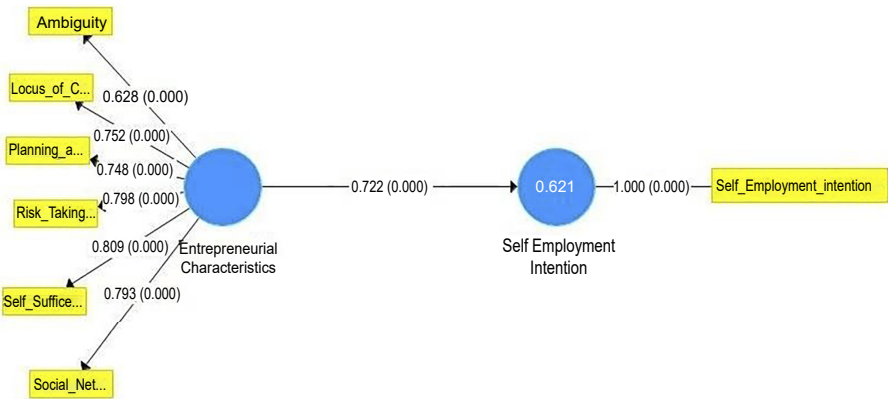 Ambiguity
Locus_of_C...
0.628 (0.000)
0.752 (0.000)
Planning_a...
0.748 (0.000)
0.798 (0.000)
Risk_Taking...
0.722 (0.000)
0.621
1.000 (0.000)
Self_Employment_intention
0.809 (0.000)
Entrepreneurial
Characteristics
Self Employment
Intention
0.793 (0.000)
Self_Suffice...
Social_Net...